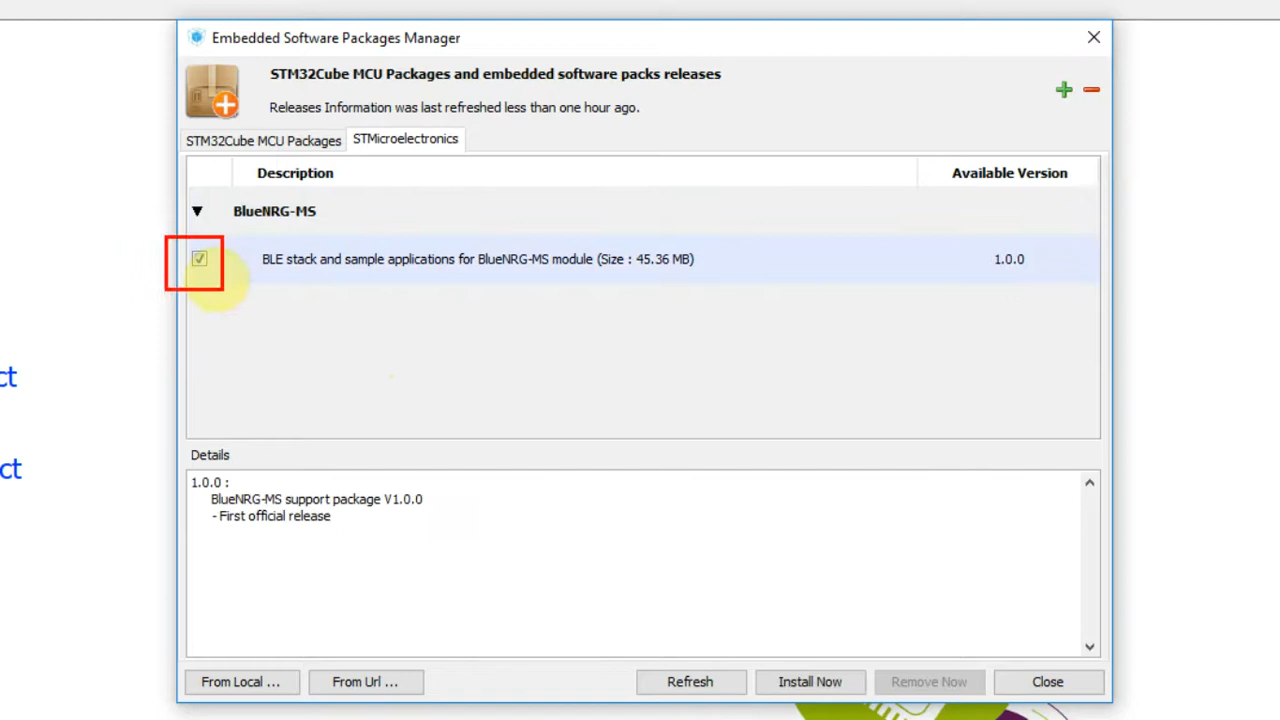 Embedded Software Packages Manager
STM32Cube MCU Packages and embedded software packs releases
Releases Information was last refreshed less than one hour ago.
STM32Cube MCU Packages STMicroelectronics
Description Available Version
BlueNRG-MS
BLE stack and sample applications for BlueNRG-MS module (Size : 45.36 MB) 1.0.0
ct
ct
Details
1.0.0 :
BlueNRG-MS support package V1.0.0
- First official release
From Local ... From Url ... Refresh Install Now Remove Now Close